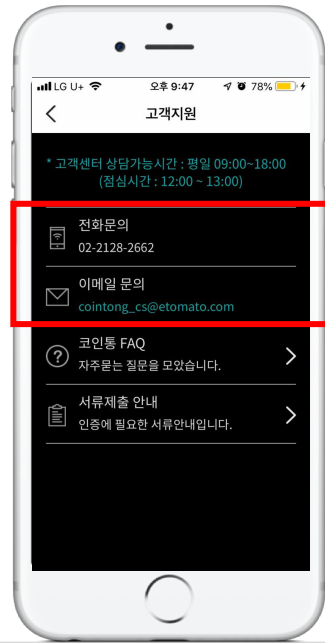 LG U+ 오후 9:47 78%
고객지원
* 고객센터 상담가능시간 : 평일 09:00~18:00
(점심시간 : 12:00 ~ 13:00)
전화문의
02-2128-2662
이메일 문의
cointong_cs@etomato.com
코인통 FAQ
자주묻는 질문을 모았습니다.
서류제출 안내
인증에 필요한 서류안내입니다.